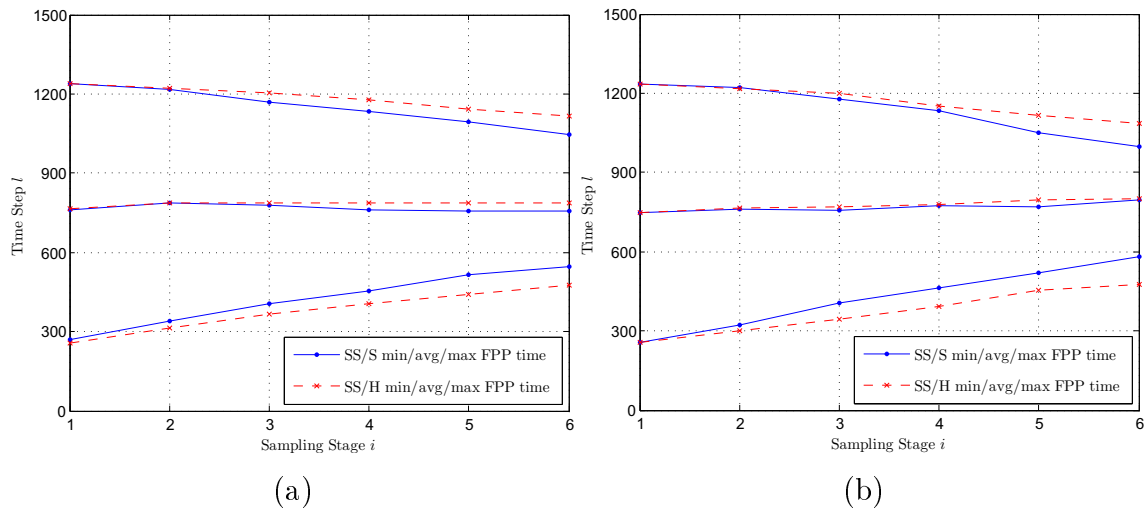 1500
1200
900
600
300
0
Time Step l
1 2 3 4 5 6
Sampling Stage i
SS/S min/avg/max FPP time
SS/H min/avg/max FPP time
(a)
1500
1200
900
600
300
0
Time Step l
1 2 3 4 5 6
Sampling Stage i
SS/S min/avg/max FPP time
SS/H min/avg/max FPP time
(b)